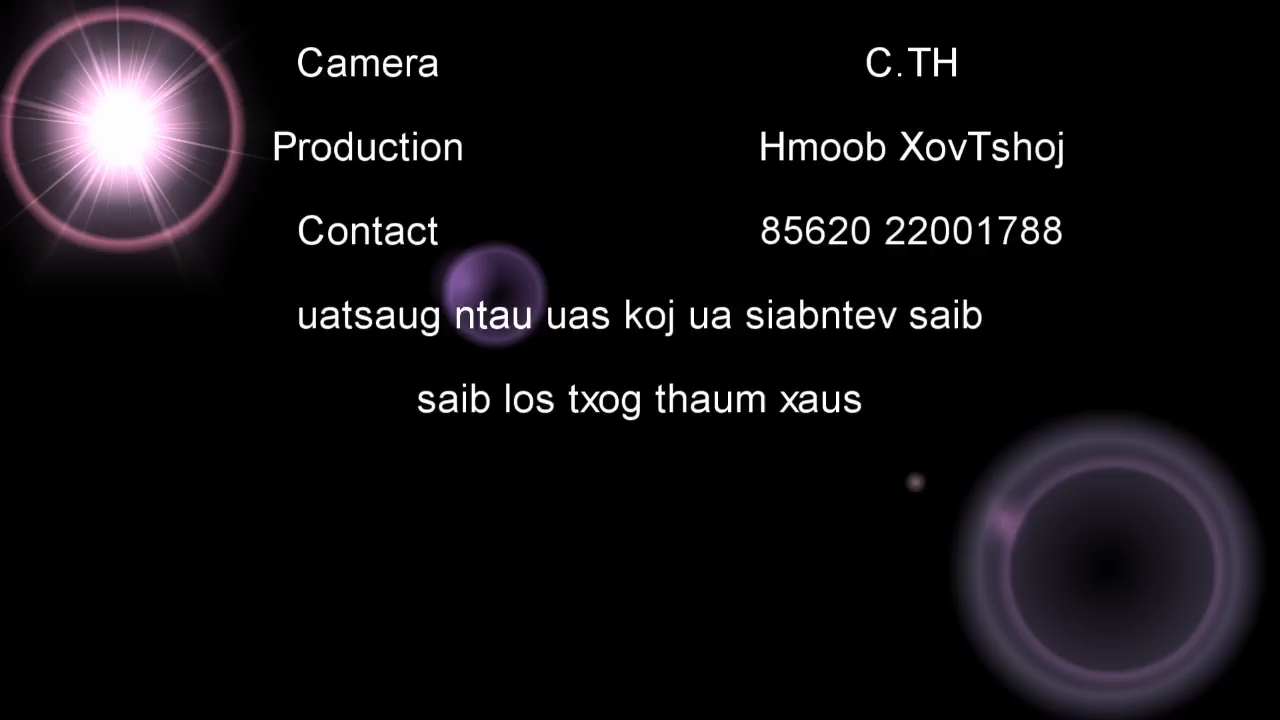 Camera C.TH
Production Hmoob XovTshoj
Contact 85620 22001788
uatsaug ntau uas koj ua siabntev saib
saib los txog thaum xaus